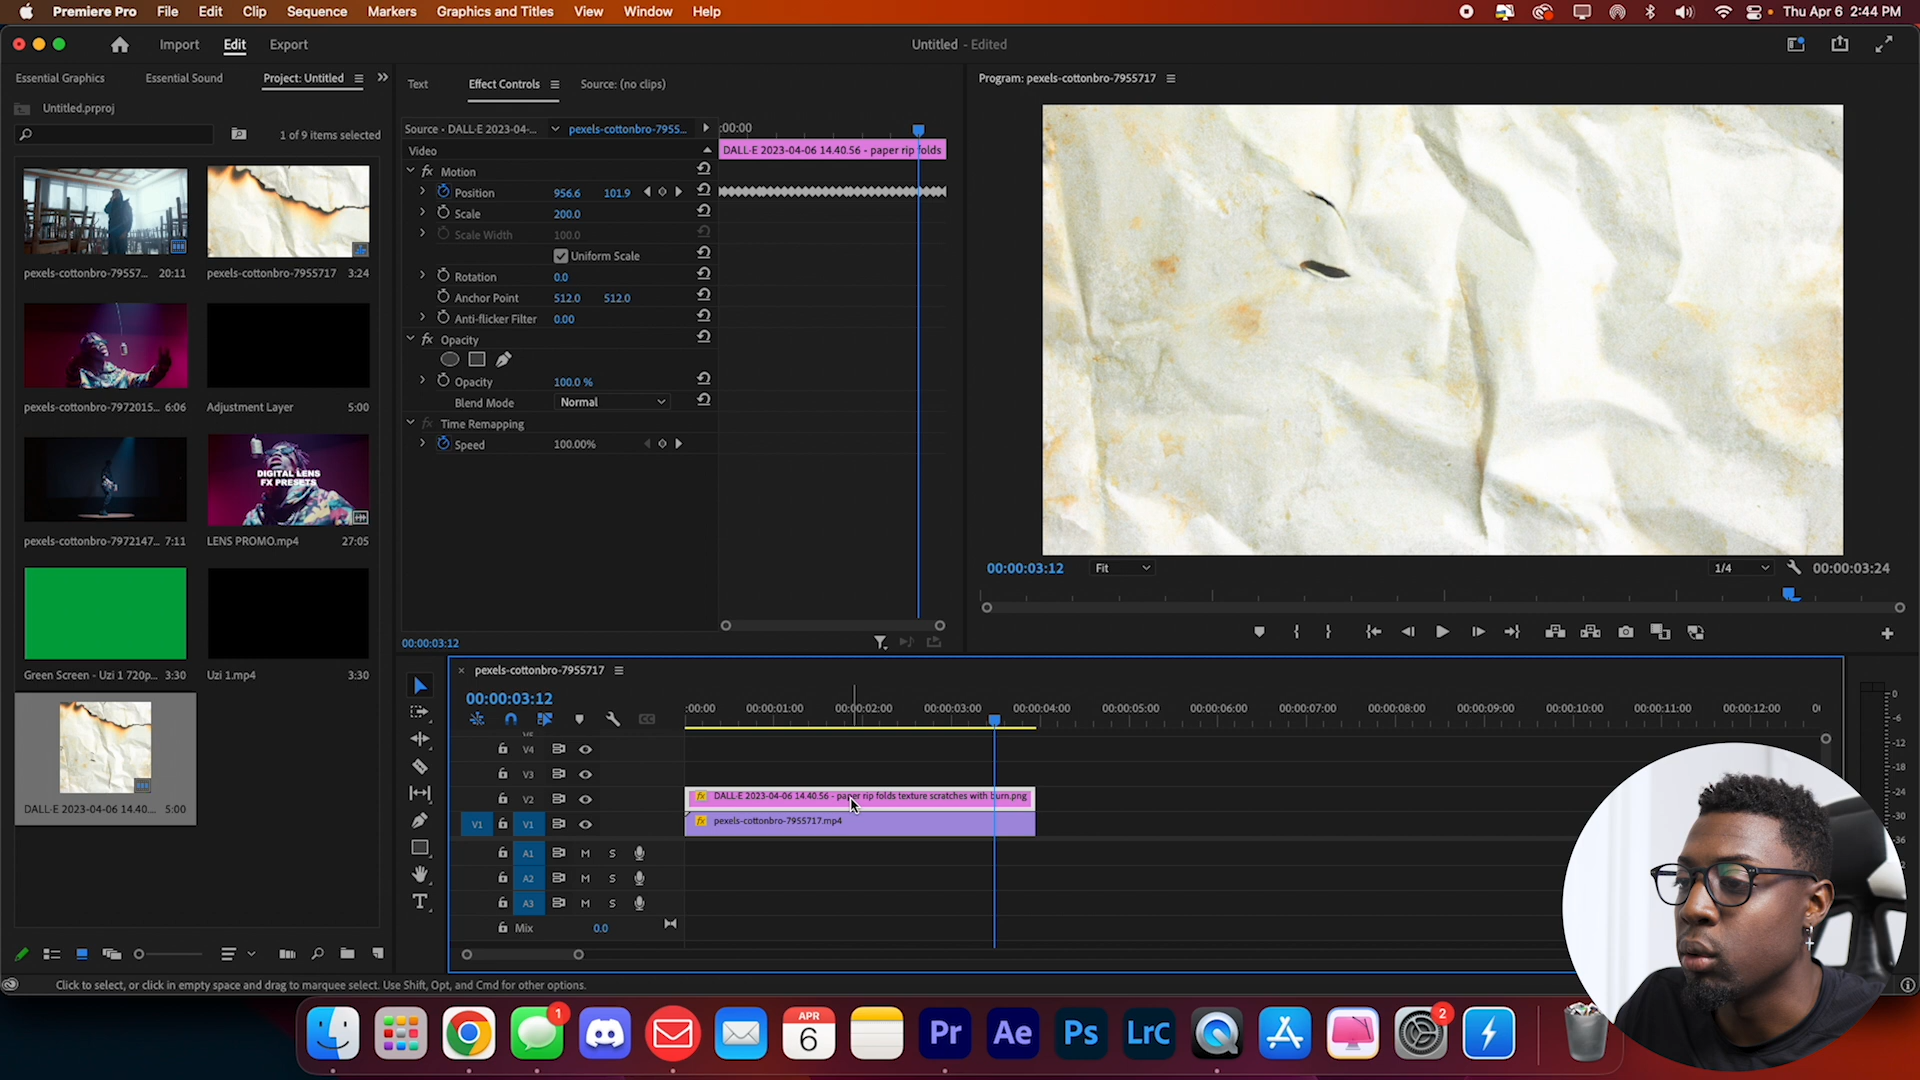 Premiere Pro File Edit Clip Sequence Markers Graphics and Titles View Window Help Thu Apr 6 2:44 PM
Import Edit Export Untitled - Edited
Essential Graphics Essential Sound Project: Untitled
Untitled.prproj
1 of 9 items selected
pexels-cottonbro-79557... 20:11
pexels-cottonbro-7955717 3:24
pexels-cottonbro-7972015... 6:06
Adjustment Layer 5:00
DIGITAL LENS
FX PRESETS
pexels-cottonbro-7972147... 7:11
LENS PROMO.mp4 27:05
Green Screen - Uzi 1 720p... 3:30
Uzi 1.mp4 3:30
DALL·E 2023-04-06 14.40.... 5:00
Text Effect Controls Source: (no clips)
Source • DALL·E 2023-04-... pexels-cottonbro-7955... :00:00
Video DALL·E 2023-04-06 14.40.56 - paper rip folds
fx Motion
Position 956.6 101.9
Scale 200.0
Scale Width 100.0
Uniform Scale
Rotation 0.0
Anchor Point 512.0 512.0
Anti-flicker Filter 0.00
fx Opacity
Opacity 100.0 %
Blend Mode Normal
fx Time Remapping
Speed 100.00%
00:00:03:12
Program: pexels-cottonbro-7955717
00:00:03:12 Fit 1/4 00:00:03:24
× pexels-cottonbro-7955717
00:00:03:12
:00:00 00:00:01:00 00:00:02:00 00:00:03:00 00:00:04:00 00:00:05:00 00:00:06:00 00:00:07:00 00:00:08:00 00:00:09:00 00:00:10:00 00:00:11:00 00:00:12:00
V4
V3
V2 fx DALL·E 2023-04-06 14.40.56 - paper rip folds texture scratches with burn.png
V1 V1 fx pexels-cottonbro-7955717.mp4
A1 M S
A2 M S
A3 M S
Mix 0.0
0
-6
-12
-18
-24
-30
-36
Click to select, or click in empty space and drag to marquee select. Use Shift, Opt, and Cmd for other options.
1
APR
6
Pr Ae Ps LrC
2